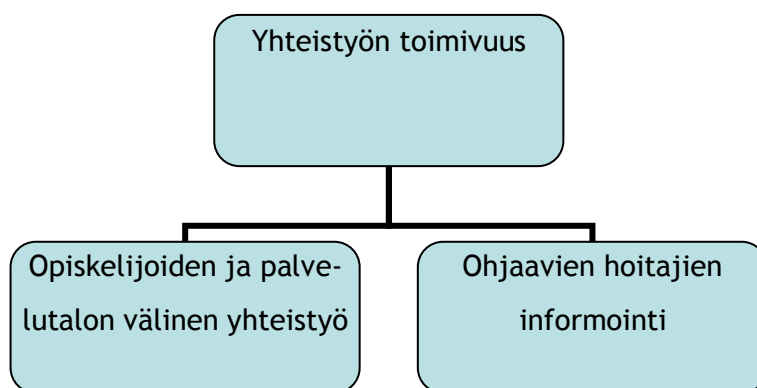 Yhteistyön toimivuus
Opiskelijoiden ja palve-
lutalon välinen yhteistyö
Ohjaavien hoitajien
informointi